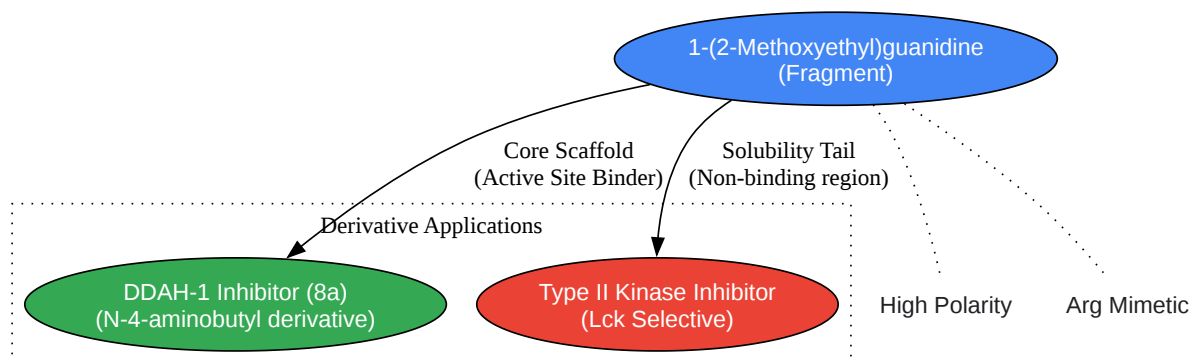 1-(2-Methoxyethyl)guanidine
(Fragment)
Core Scaffold
(Active Site Binder)
Solubility Tail
(Non-binding region)
Derivative Applications
DDAH-1 Inhibitor (8a)
(N-4-aminobutyl derivative)
Type II Kinase Inhibitor
(Lck Selective)
High Polarity
Arg Mimetic